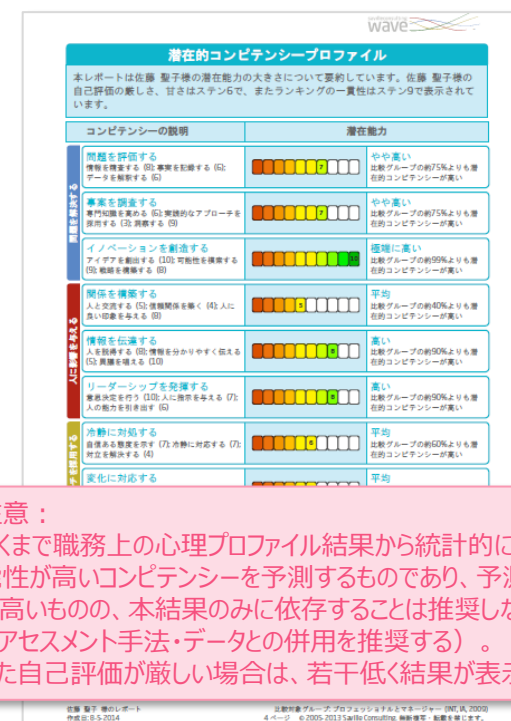 saville consulting
wave
潜在的コンピテンシープロファイル
本レポートは佐藤 聖子様の潜在能力の大きさについて要約しています。佐藤 聖子様の
自己評価の厳しさ、甘さはステン6で、またランキングの一貫性はステン9で表示されて
います。
コンピテンシーの説明 潜在能力
問題を解決する
問題を評価する
情報を精査する (8); 事実を記録する (6);
データを解釈する (6)
7
やや高い
比較グループの約75%よりも潜
在的コンピテンシーが高い
事案を調査する
専門知識を高める (6); 実践的なアプローチを
採用する (3); 洞察する (9)
7
やや高い
比較グループの約75%よりも潜
在的コンピテンシーが高い
イノベーションを創造する
アイデアを創出する (10); 可能性を模索する
(9); 戦略を構築する (8)
10
極端に高い
比較グループの約99%よりも潜
在的コンピテンシーが高い
人に影響を与える
関係を構築する
人と交流する (5); 信頼関係を築く (4); 人に
良い印象を与える (8)
5
平均
比較グループの約40%よりも潜
在的コンピテンシーが高い
情報を伝達する
人を説得する (8); 情報を分かりやすく伝える
(5); 異議を唱える (10)
8
高い
比較グループの約90%よりも潜
在的コンピテンシーが高い
リーダーシップを発揮する
意思決定を行う (10); 人に指示を与える (7);
人の能力を引き出す (6)
8
高い
比較グループの約90%よりも潜
在的コンピテンシーが高い
チを採用する
冷静に対処する
自信ある態度を示す (7); 冷静に対応する (7);
対立を解決する (4)
6
平均
比較グループの約60%よりも潜
在的コンピテンシーが高い
変化に対応する
平均
注意：
くまで職務上の心理プロファイル結果から統計的に
性が高いコンピテンシーを予測するものであり、予測
高いものの、本結果のみに依存することは推奨しな
アセスメント手法・データとの併用を推奨する）。
た自己評価が厳しい場合は、若干低く結果が表示
佐藤 聖子 様のレポート
作成日: 8-5-2014
比較対象グループ: プロフェッショナルとマネージャー (INT, IA, 2009)
4 ページ © 2005-2013 Saville Consulting. 無断複写・転載を禁じます。